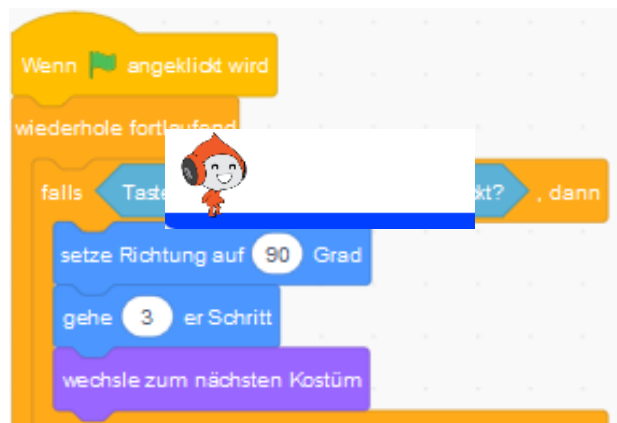 Wenn angeklickt wird
wiederhole fortlaufend
falls Taste kt? , dann
setze Richtung auf 90 Grad
gehe 3 er Schritt
wechsle zum nächsten Kostüm